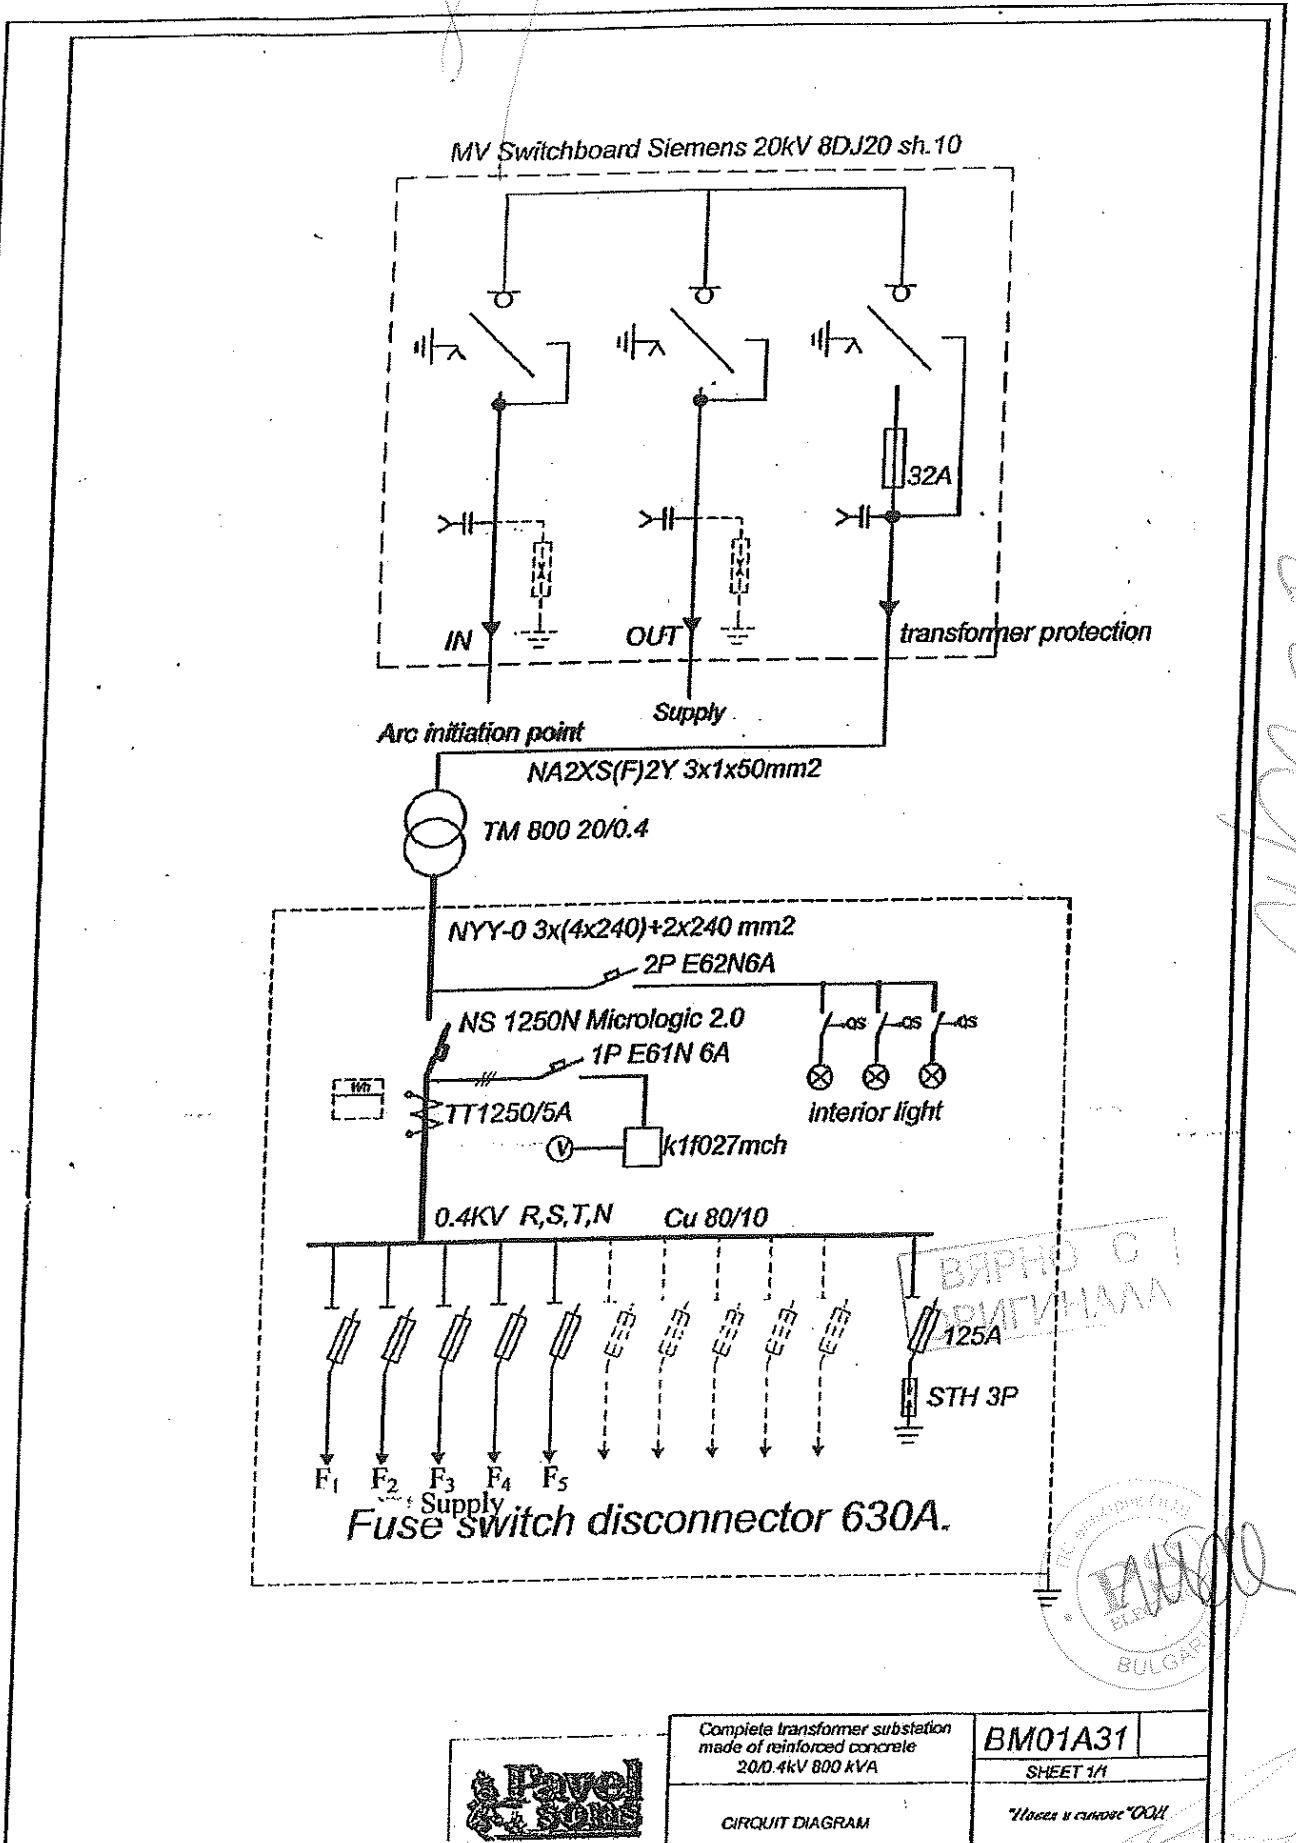 MV Switchboard Siemens 20kV 8DJ20 sh.10
32A
IN
OUT
transformer protection
Supply
Arc initiation point
NA2XS(F)2Y 3x1x50mm2
TM 800 20/0.4
NYY-0 3x(4x240)+2x240 mm2
2P E62N6A
NS 1250N Micrologic 2.0
QS QS QS
1P E61N 6A
Wh
TT1250/5A
interior light
V
k1f027mch
0.4KV R,S,T,N Cu 80/10
ВЯРНО С
ОРИГИНАЛА
125A
STH 3P
F1 F2 F3 F4 F5
Supply
Fuse switch disconnector 630A.
BULGARIA
Complete transformer substation
made of reinforced concrete
20/0.4kV 800 kVA
BM01A31
SHEET 1/1
Pavel
sons
CIRCUIT DIAGRAM
"Павел и синове" ООД